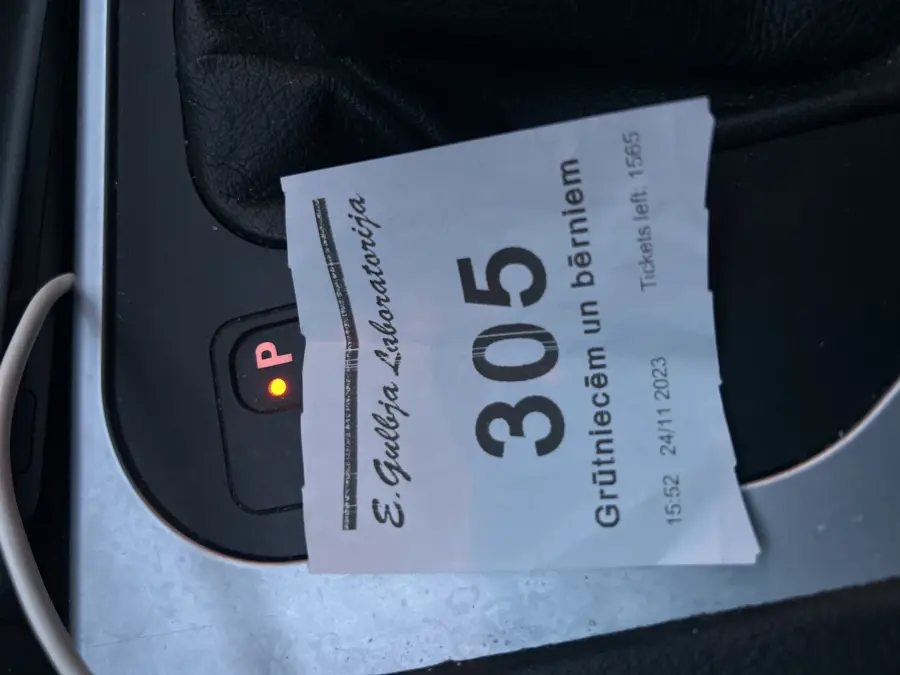 E.Gulbja Laboratorija
305
Grūtniecēm un bērniem
15:52 24/11 2023 Tickets left: 1565
P